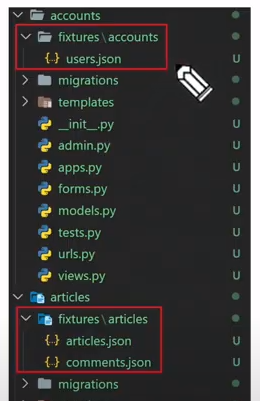 accounts
fixtures\accounts
users.json
migrations
templates
__init__.py
admin.py
apps.py
forms.py
models.py
tests.py
urls.py
views.py
articles
fixtures\articles
articles.json
comments.json
migrations